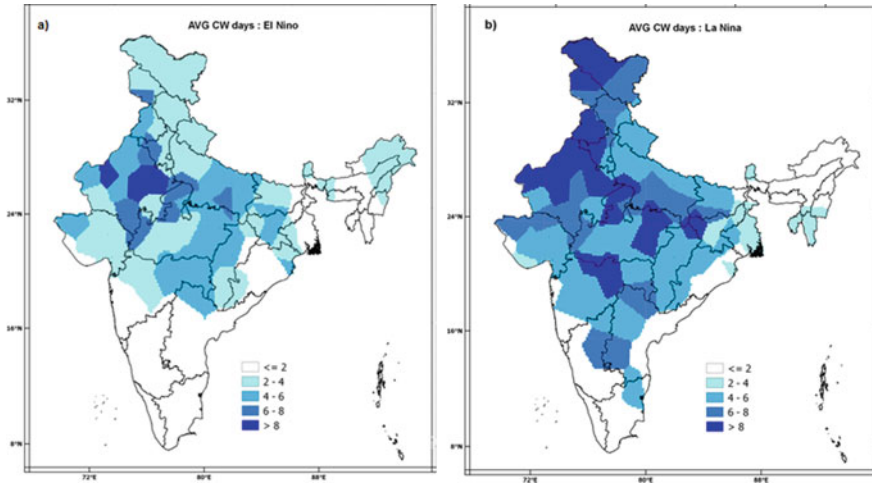 a) AVG CW days : El Nino
32°N
24°N
16°N
8°N
<= 2
2 - 4
4 - 6
6 - 8
> 8
72°E 80°E 88°E
b) AVG CW days : La Nina
32°N
24°N
16°N
8°N
<= 2
2 - 4
4 - 6
6 - 8
> 8
72°E 80°E 88°E